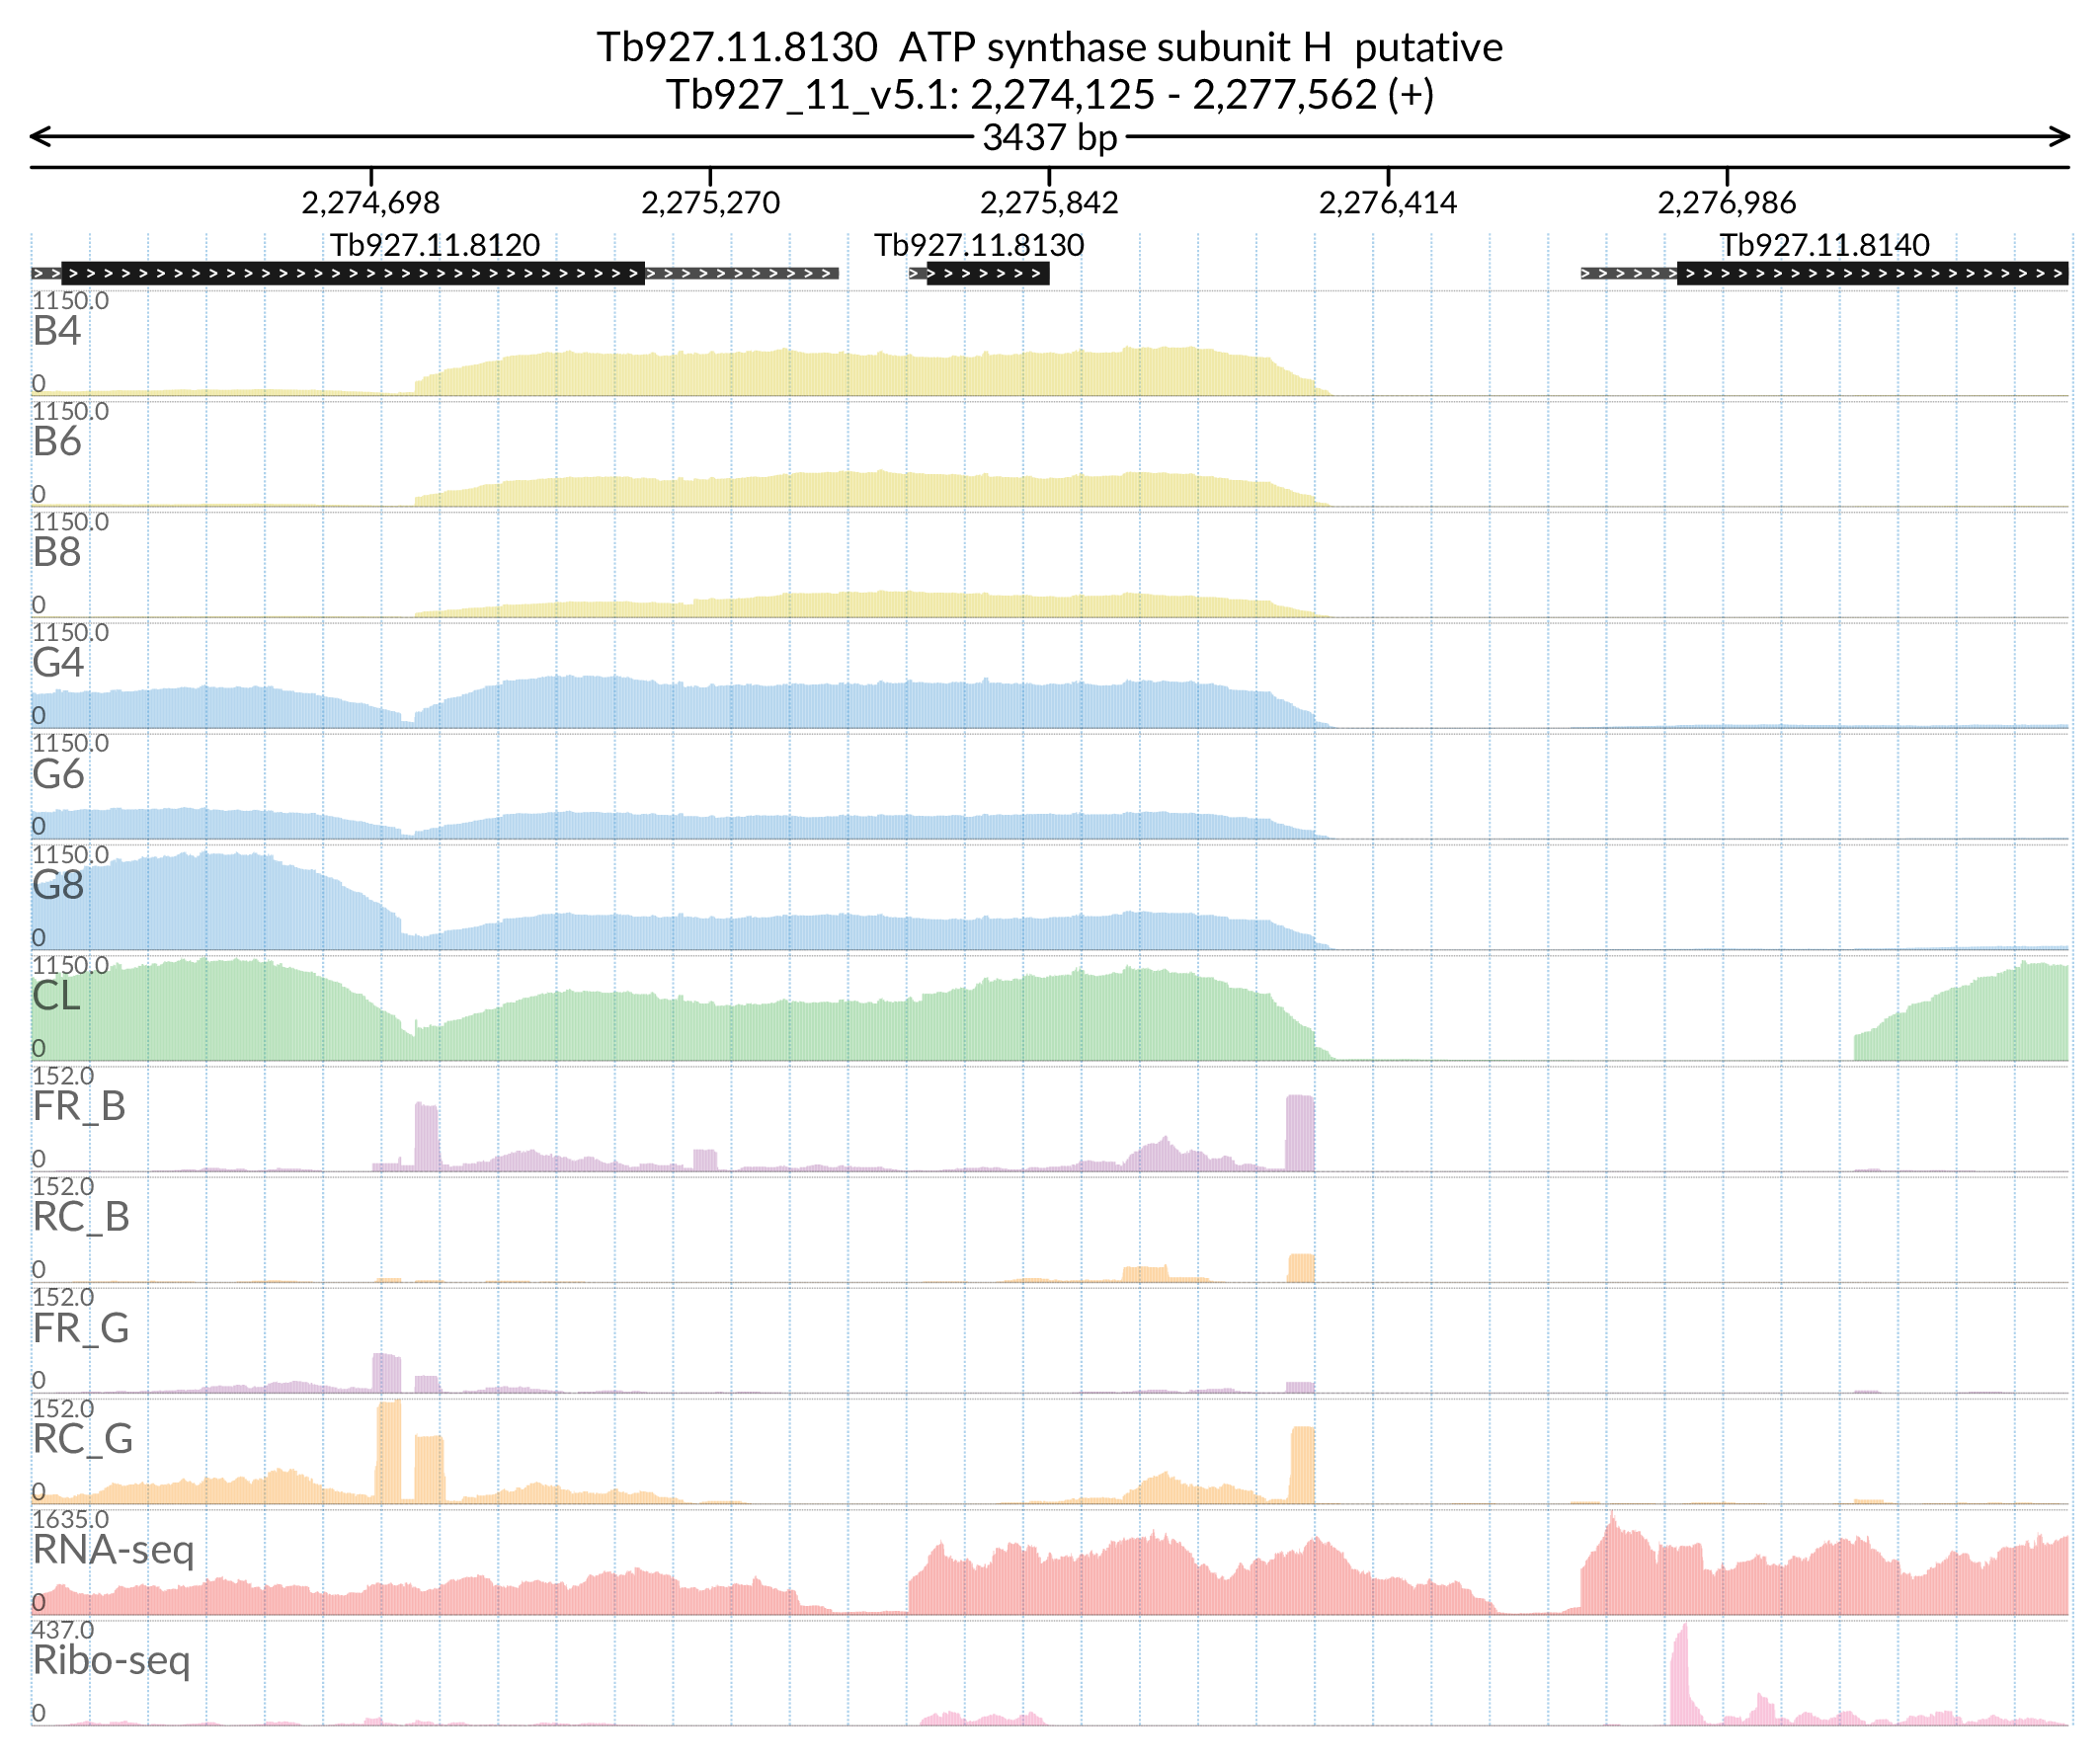 Tb927.11.8130 ATP synthase subunit H putative
Tb927_11_v5.1: 2,274,125 - 2,277,562 (+)
3437 bp
2,274,698 2,275,270 2,275,842 2,276,414 2,276,986
Tb927.11.8120 Tb927.11.8130 Tb927.11.8140
1150.0
B4
0
1150.0
B6
0
1150.0
B8
0
1150.0
G4
0
1150.0
G6
0
1150.0
G8
0
1150.0
CL
0
152.0
FR_B
0
152.0
RC_B
0
152.0
FR_G
0
152.0
RC_G
0
1635.0
RNA-seq
0
437.0
Ribo-seq
0